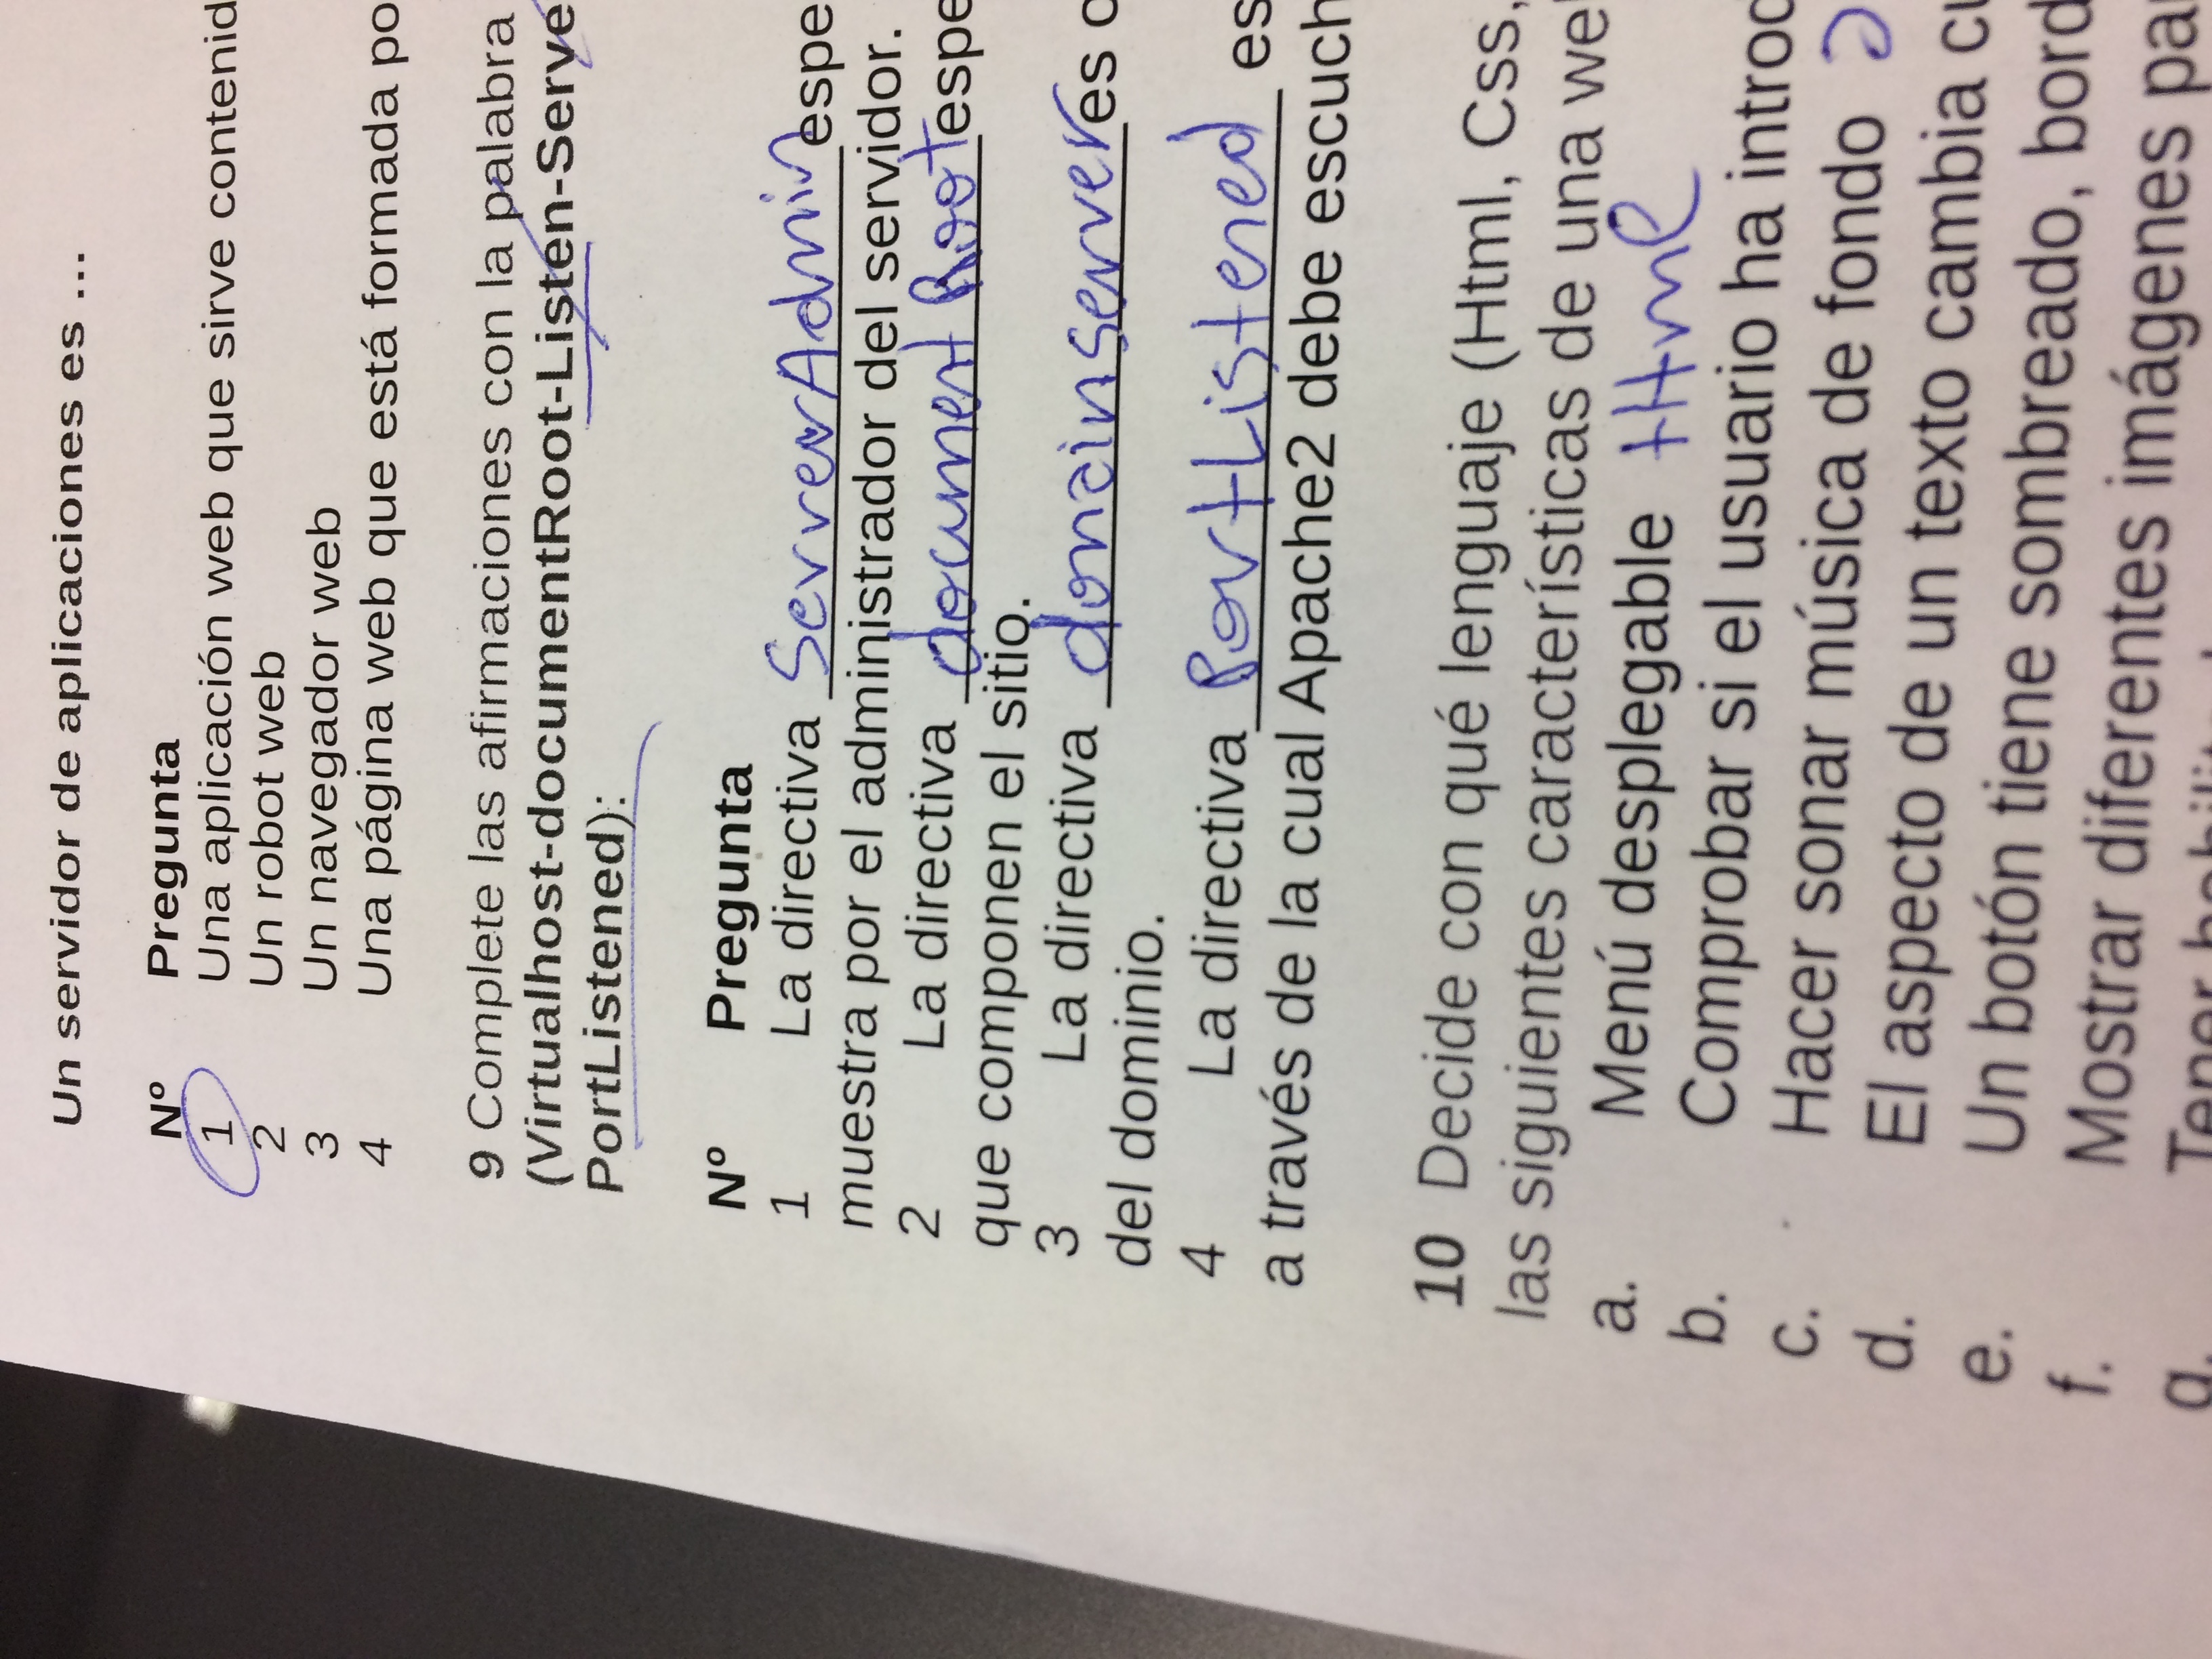 Un servidor de aplicaciones es ...
Nº Pregunta
1 Una aplicación web que sirve contenid
2 Un robot web
3 Un navegador web
4 Una página web que está formada po
9 Complete las afirmaciones con la palabra
(Virtualhost-documentRoot-Listen-Serve
PortListened):
Nº Pregunta
1 La directiva ServerAdmin espe
muestra por el administrador del servidor.
2 La directiva document Root espe
que componen el sitio.
3 La directiva domainserver es
del dominio.
4 La directiva PortListened es
a través de la cual Apache2 debe escuch
10 Decide con qué lenguaje (Html, Css,
las siguientes características de una we
a. Menú desplegable Html
b. Comprobar si el usuario ha introd
c. Hacer sonar música de fondo
d. El aspecto de un texto cambia cu
e. Un botón tiene sombreado, bord
f. Mostrar diferentes imágenes pa
g. Tener